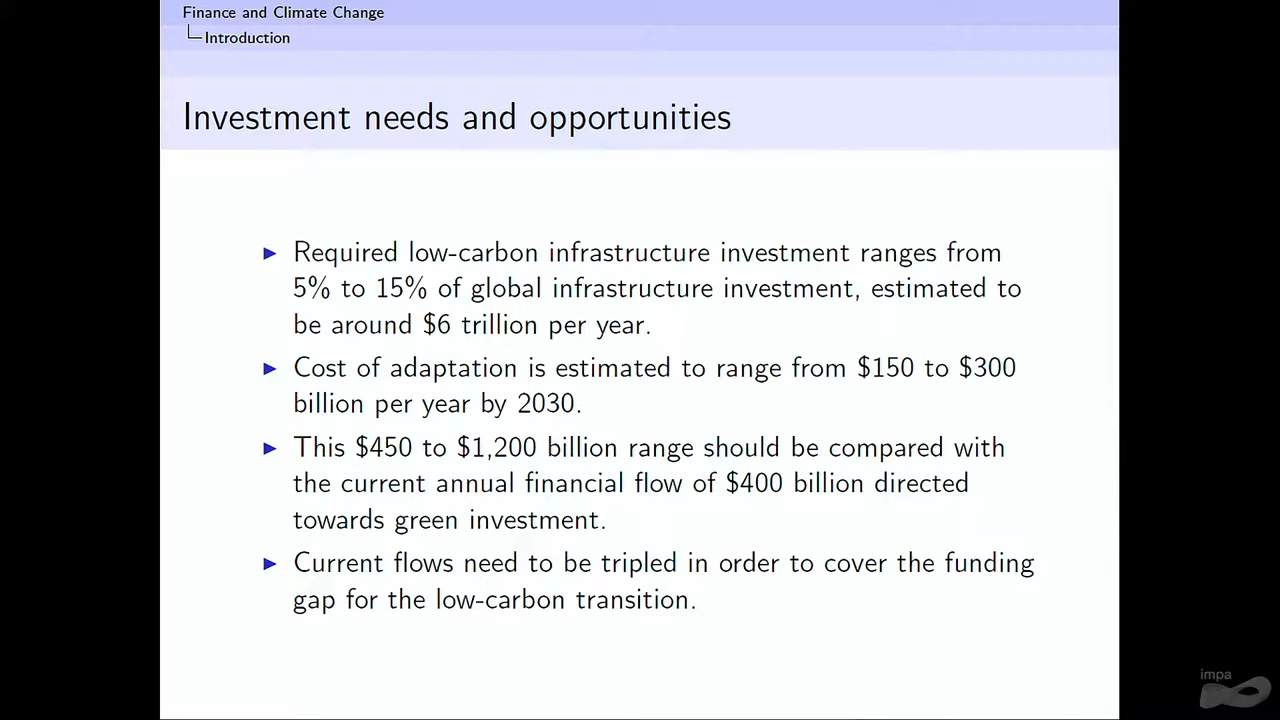 Finance and Climate Change
Introduction
Investment needs and opportunities
Required low-carbon infrastructure investment ranges from
5% to 15% of global infrastructure investment, estimated to
be around $6 trillion per year.
Cost of adaptation is estimated to range from $150 to $300
billion per year by 2030.
This $450 to $1,200 billion range should be compared with
the current annual financial flow of $400 billion directed
towards green investment.
Current flows need to be tripled in order to cover the funding
gap for the low-carbon transition.
impa